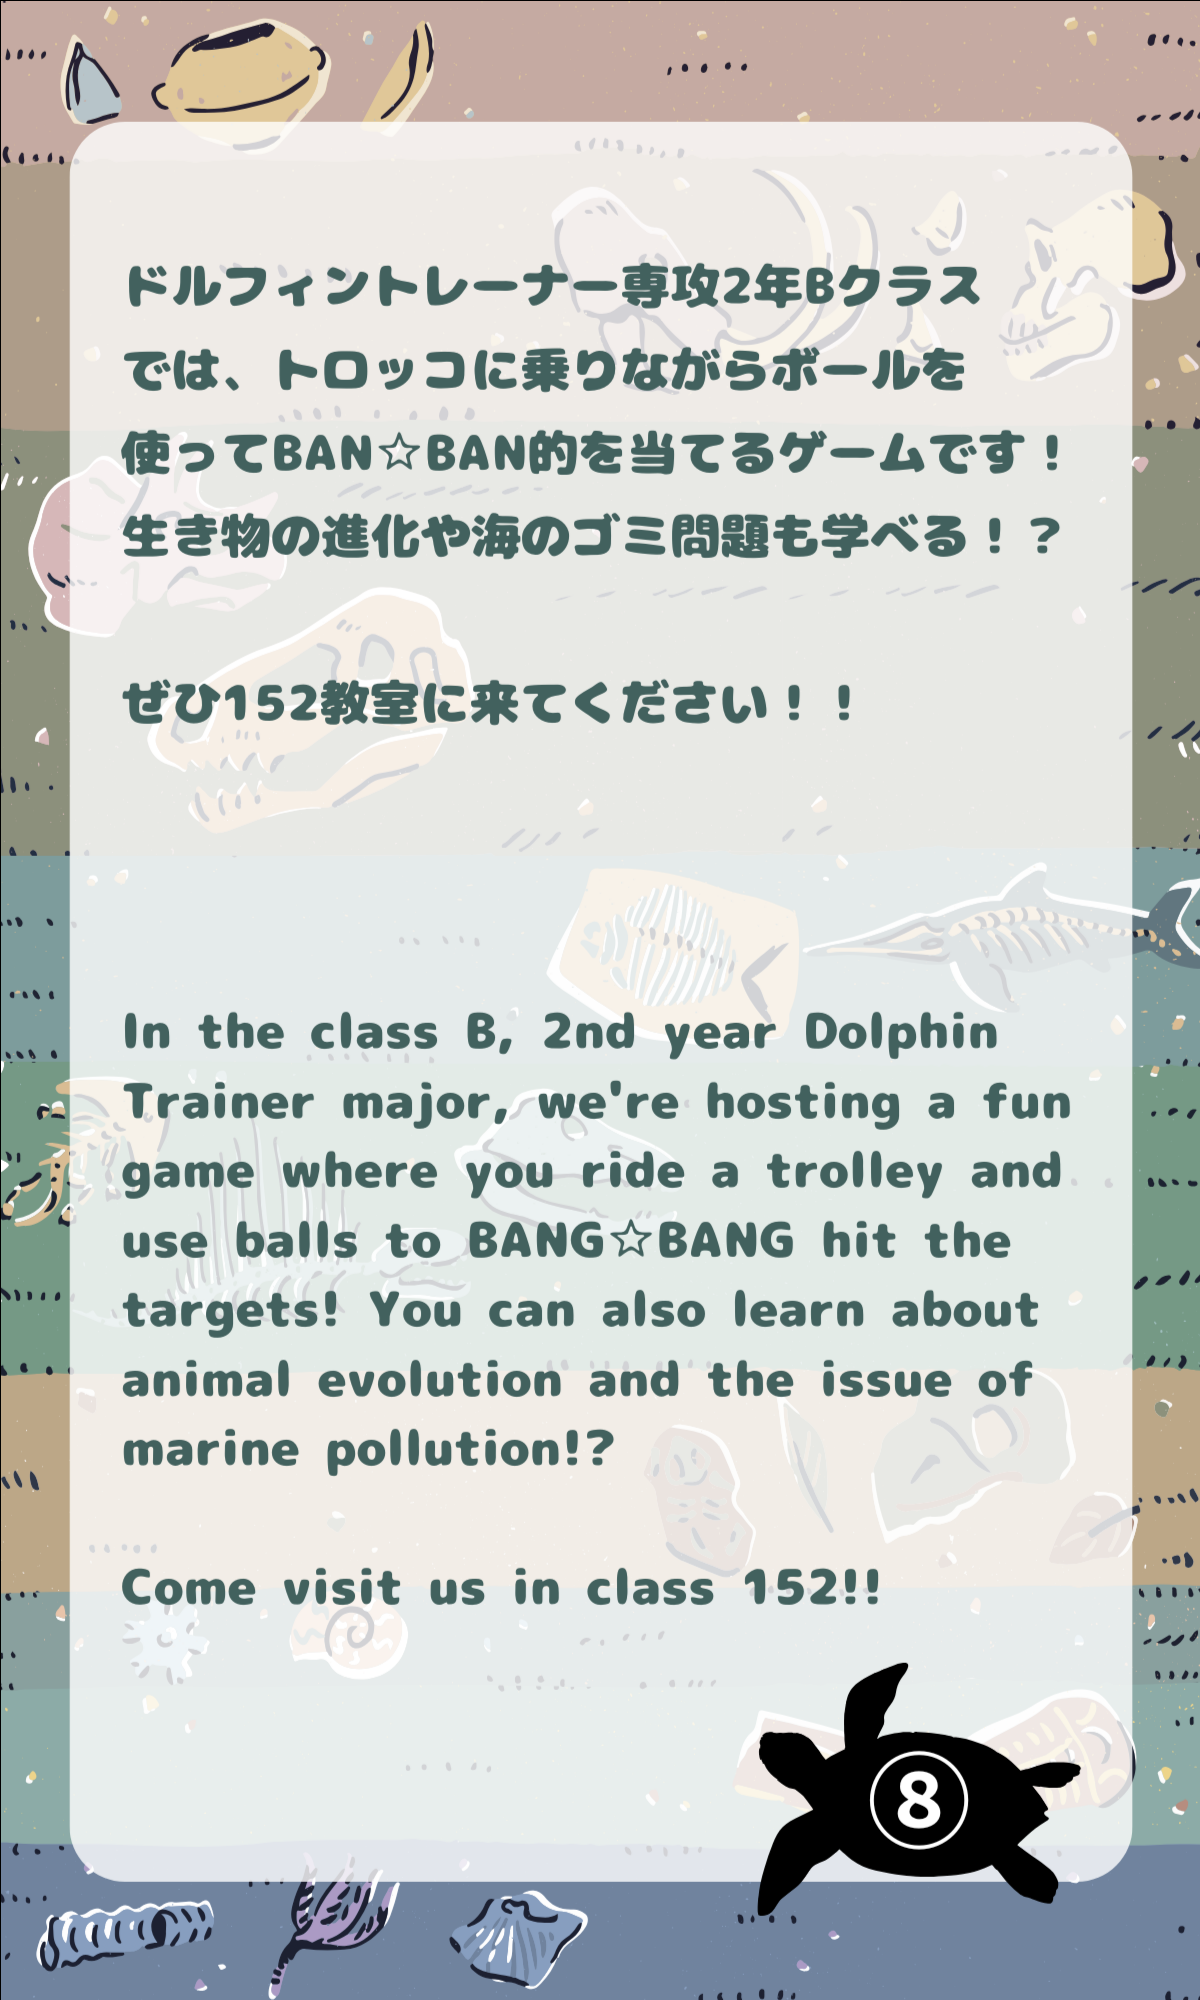 ドルフィントレーナー専攻2年Bクラス
では、トロッコに乗りながらボールを
使ってBAN☆BAN的を当てるゲームです！
生き物の進化や海のゴミ問題も学べる！？
ぜひ152教室に来てください！！
In the class B, 2nd year Dolphin
Trainer major, we're hosting a fun
game where you ride a trolley and
use balls to BANG☆BANG hit the
targets! You can also learn about
animal evolution and the issue of
marine pollution!?
Come visit us in class 152!!
8